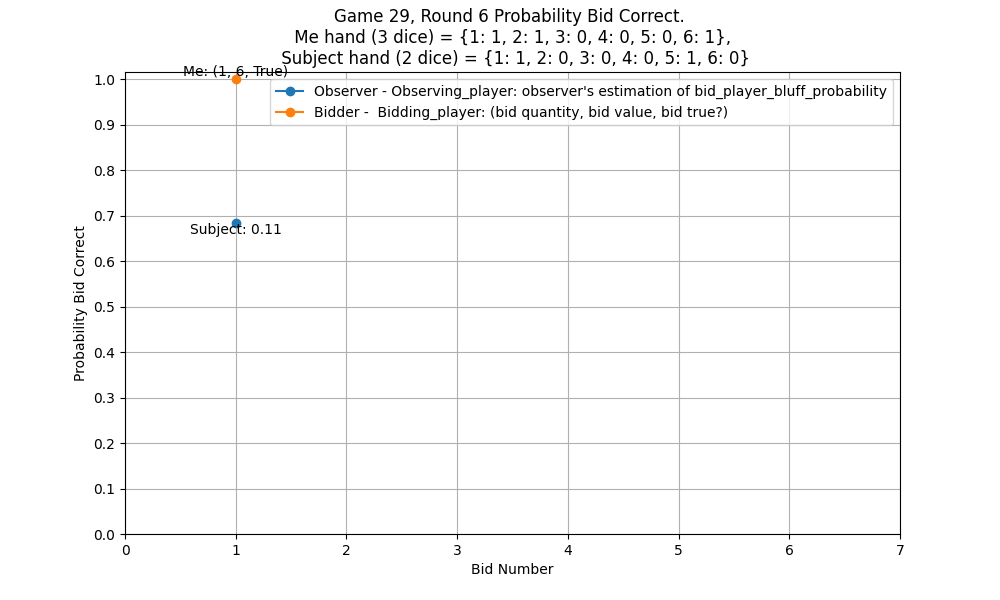 Game 29, Round 6 Probability Bid Correct.
Me hand (3 dice) = {1: 1, 2: 1, 3: 0, 4: 0, 5: 0, 6: 1},
Subject hand (2 dice) = {1: 1, 2: 0, 3: 0, 4: 0, 5: 1, 6: 0}
Me: (1, 6, True)
Observer - Observing_player: observer's estimation of bid_player_bluff_probability
Bidder -  Bidding_player: (bid quantity, bid value, bid true?)
Subject: 0.11
1.0
0.9
0.8
0.7
0.6
0.5
0.4
0.3
0.2
0.1
0.0
Probability Bid Correct
0 1 2 3 4 5 6 7
Bid Number